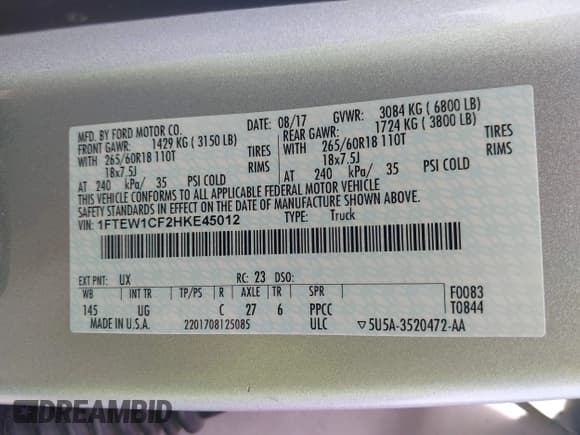 MFD. BY FORD MOTOR CO. DATE: 08/17 GVWR: 3084 KG ( 6800 LB)
FRONT GAWR: 1429 KG ( 3150 LB) REAR GAWR: 1724 KG ( 3800 LB)
WITH 265/60R18 110T TIRES WITH 265/60R18 110T TIRES
18x7.5J RIMS 18x7.5J RIMS
AT 240 kPa/ 35 PSI COLD AT 240 kPa/ 35 PSI COLD
THIS VEHICLE CONFORMS TO ALL APPLICABLE FEDERAL MOTOR VEHICLE
SAFETY STANDARDS IN EFFECT ON THE DATE OF MANUFACTURE SHOWN ABOVE.
VIN: 1FTEW1CF2HKE45012 TYPE: Truck
EXT PNT: UX RC: 23 DSO:
WB INT TR TP/PS R AXLE TR SPR F0083
145 UG C 27 6 PPCC T0844
MADE IN U.S.A. 2201708125085 ULC ▽5U5A-3520472-AA
DREAMBID